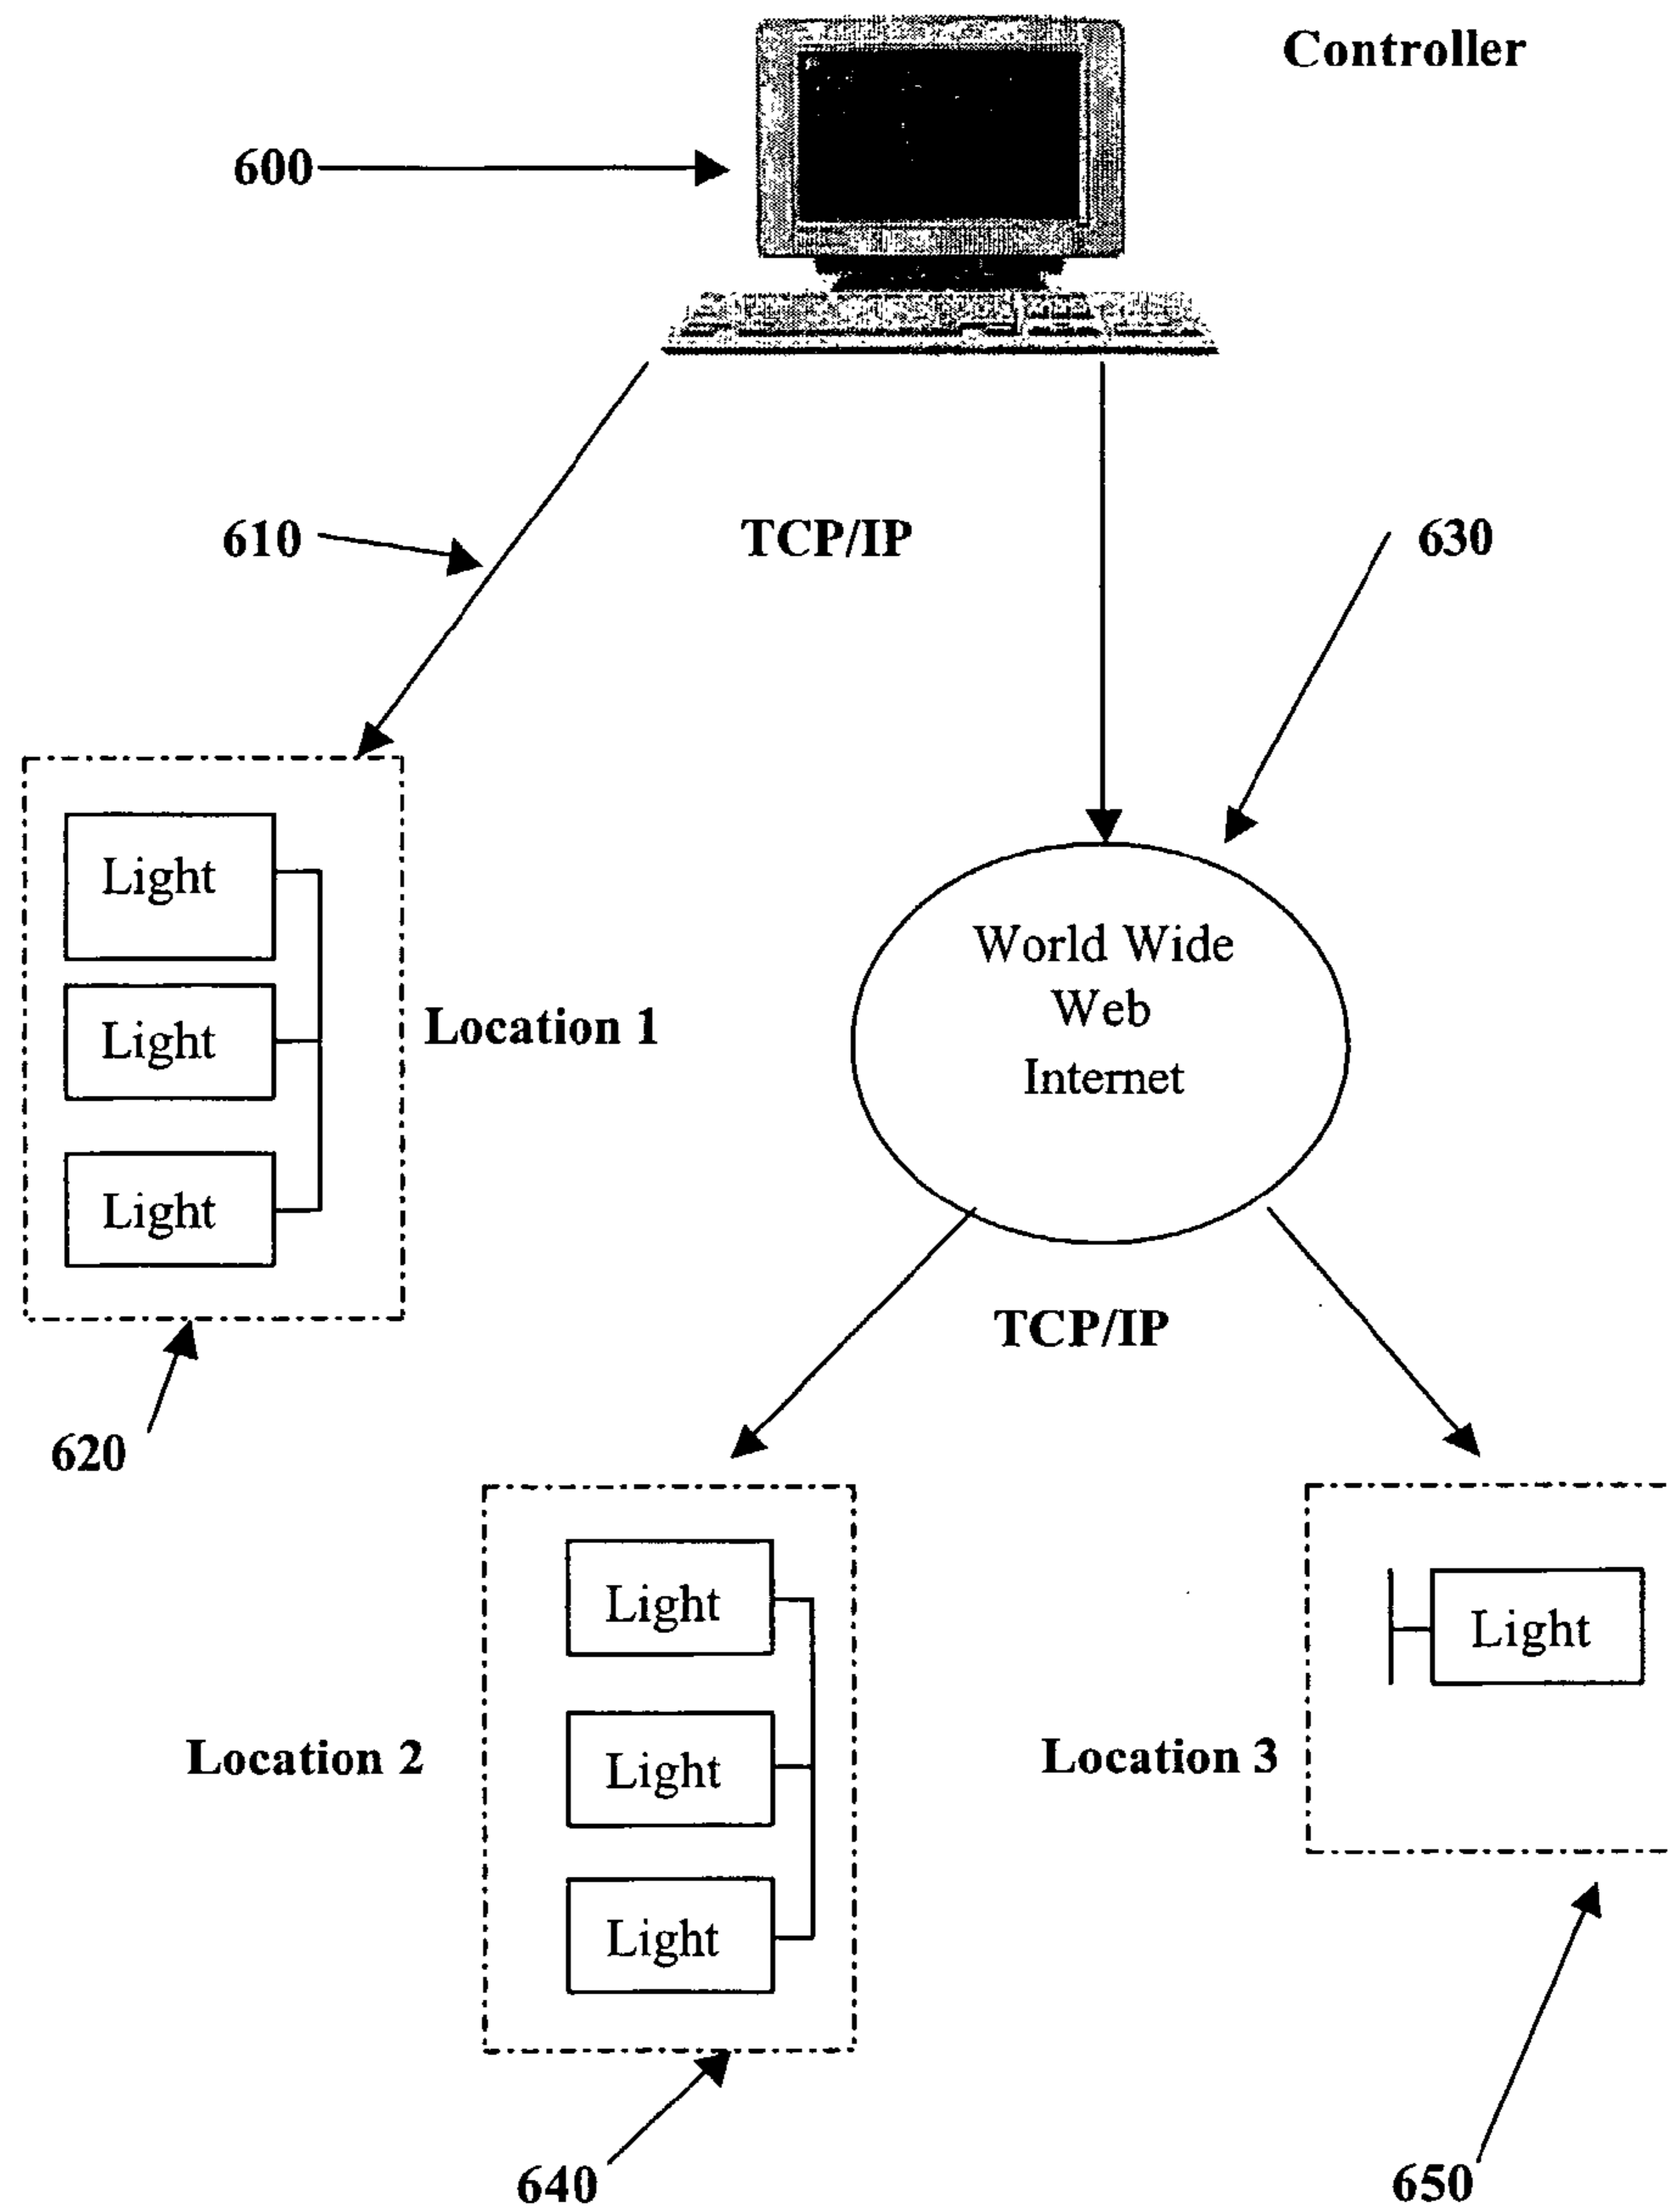 Controller
600
610
TCP/IP
630
Light
Light
Light
Location 1
World Wide
Web
Internet
620
TCP/IP
Light
Light
Light
Location 2
Light
Location 3
640
650